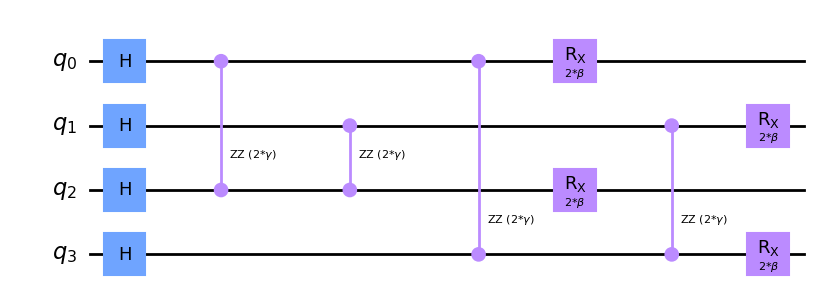 q0 H RX 2*β
q1 H ZZ (2*γ) ZZ (2*γ) RX 2*β
q2 H RX 2*β ZZ (2*γ) ZZ (2*γ)
q3 H RX 2*β